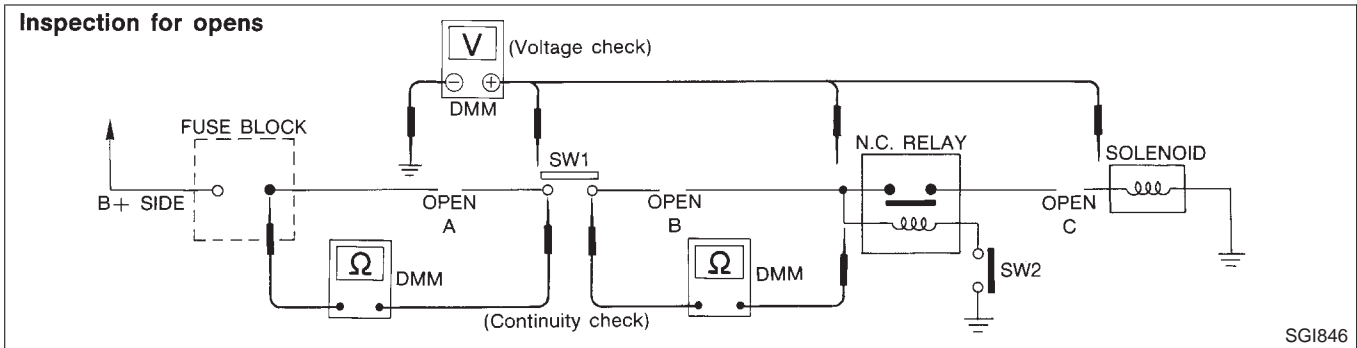 Inspection for opens
V
(Voltage check)
− +
DMM
FUSE BLOCK
N.C. RELAY
SW1
SOLENOID
B+ SIDE
OPEN
A
OPEN
B
OPEN
C
Ω
DMM
Ω
DMM
SW2
(Continuity check)
SGI846